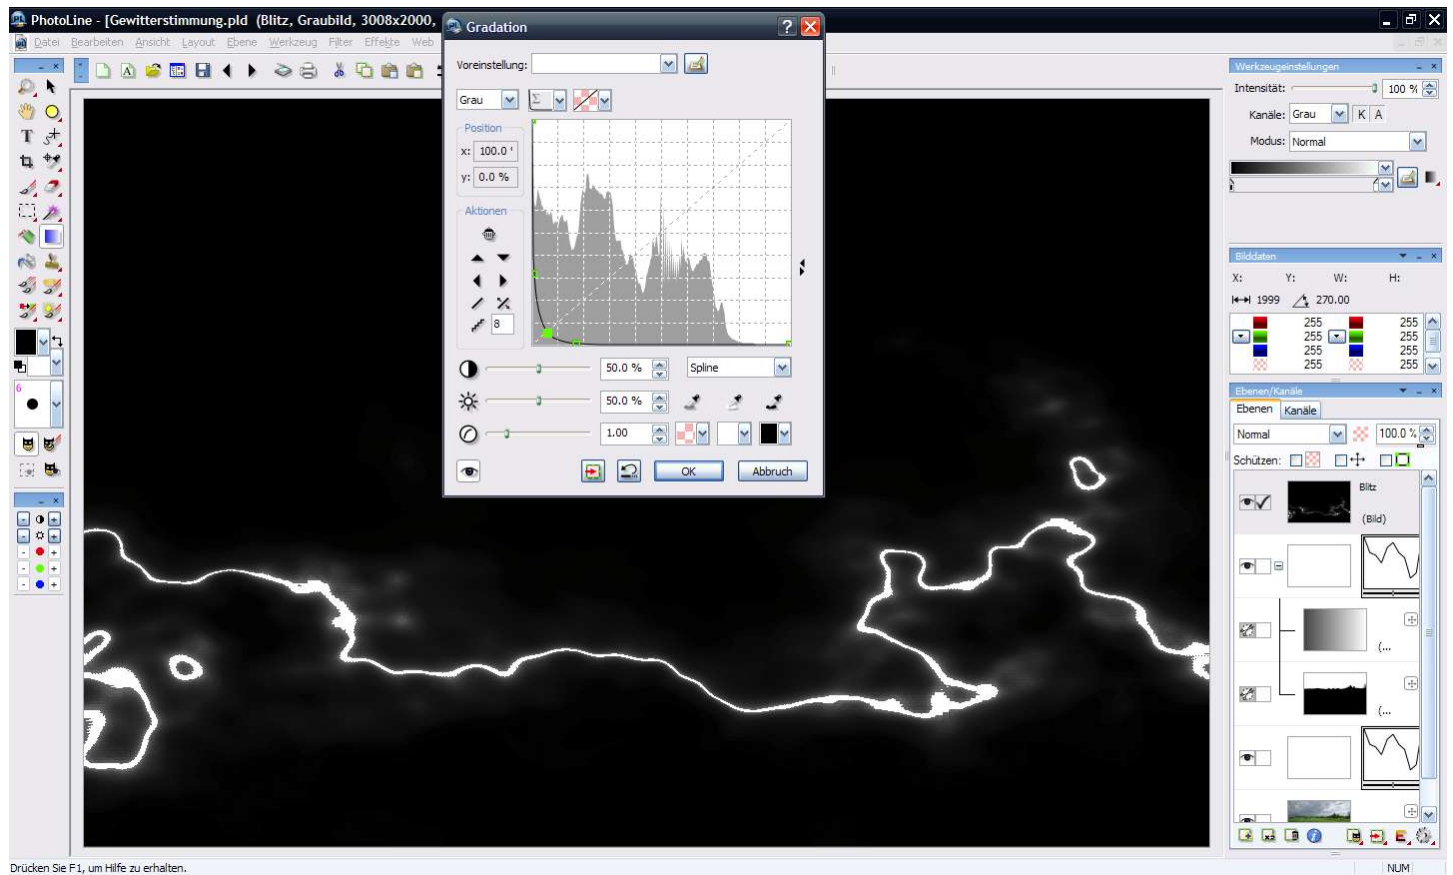 PhotoLine - [Gewitterstimmung.pld (Blitz, Graubild, 3008x2000,
Datei Bearbeiten Ansicht Layout Ebene Werkzeug Filter Effekte Web
Gradation
Voreinstellung:
Grau
Position
x: 100.0
y: 0.0 %
Aktionen
8
50.0 % Spline
50.0 %
1.00
OK Abbruch
T
6
Werkzeugeinstellungen
Intensität: 100 %
Kanäle: Grau K A
Modus: Normal
Bilddaten
X: Y: W: H:
1999 270.00
255 255
255 255
255 255
255 255
Ebenen/Kanäle
Ebenen Kanäle
Normal 100.0 %
Schützen:
Blitz
(Bild)
(...
(...
Drücken Sie F1, um Hilfe zu erhalten.
NUM